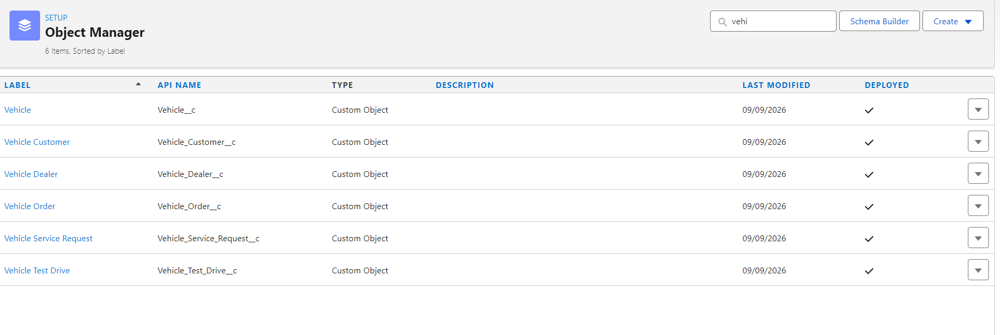 SETUP
Object Manager
6 Items, Sorted by Label
vehi
Schema Builder
Create
LABEL API NAME TYPE DESCRIPTION LAST MODIFIED DEPLOYED
Vehicle Vehicle__c Custom Object 09/09/2026
Vehicle Customer Vehicle_Customer__c Custom Object 09/09/2026
Vehicle Dealer Vehicle_Dealer__c Custom Object 09/09/2026
Vehicle Order Vehicle_Order__c Custom Object 09/09/2026
Vehicle Service Request Vehicle_Service_Request__c Custom Object 09/09/2026
Vehicle Test Drive Vehicle_Test_Drive__c Custom Object 09/09/2026